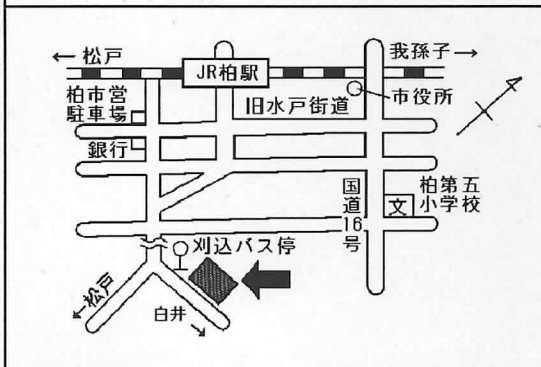 ← 松戸
JR柏駅
我孫子 →
柏市営
駐車場
旧水戸街道
市役所
銀行
国道16号
文
柏第五
小学校
刈込バス停
←松戸
白井
→